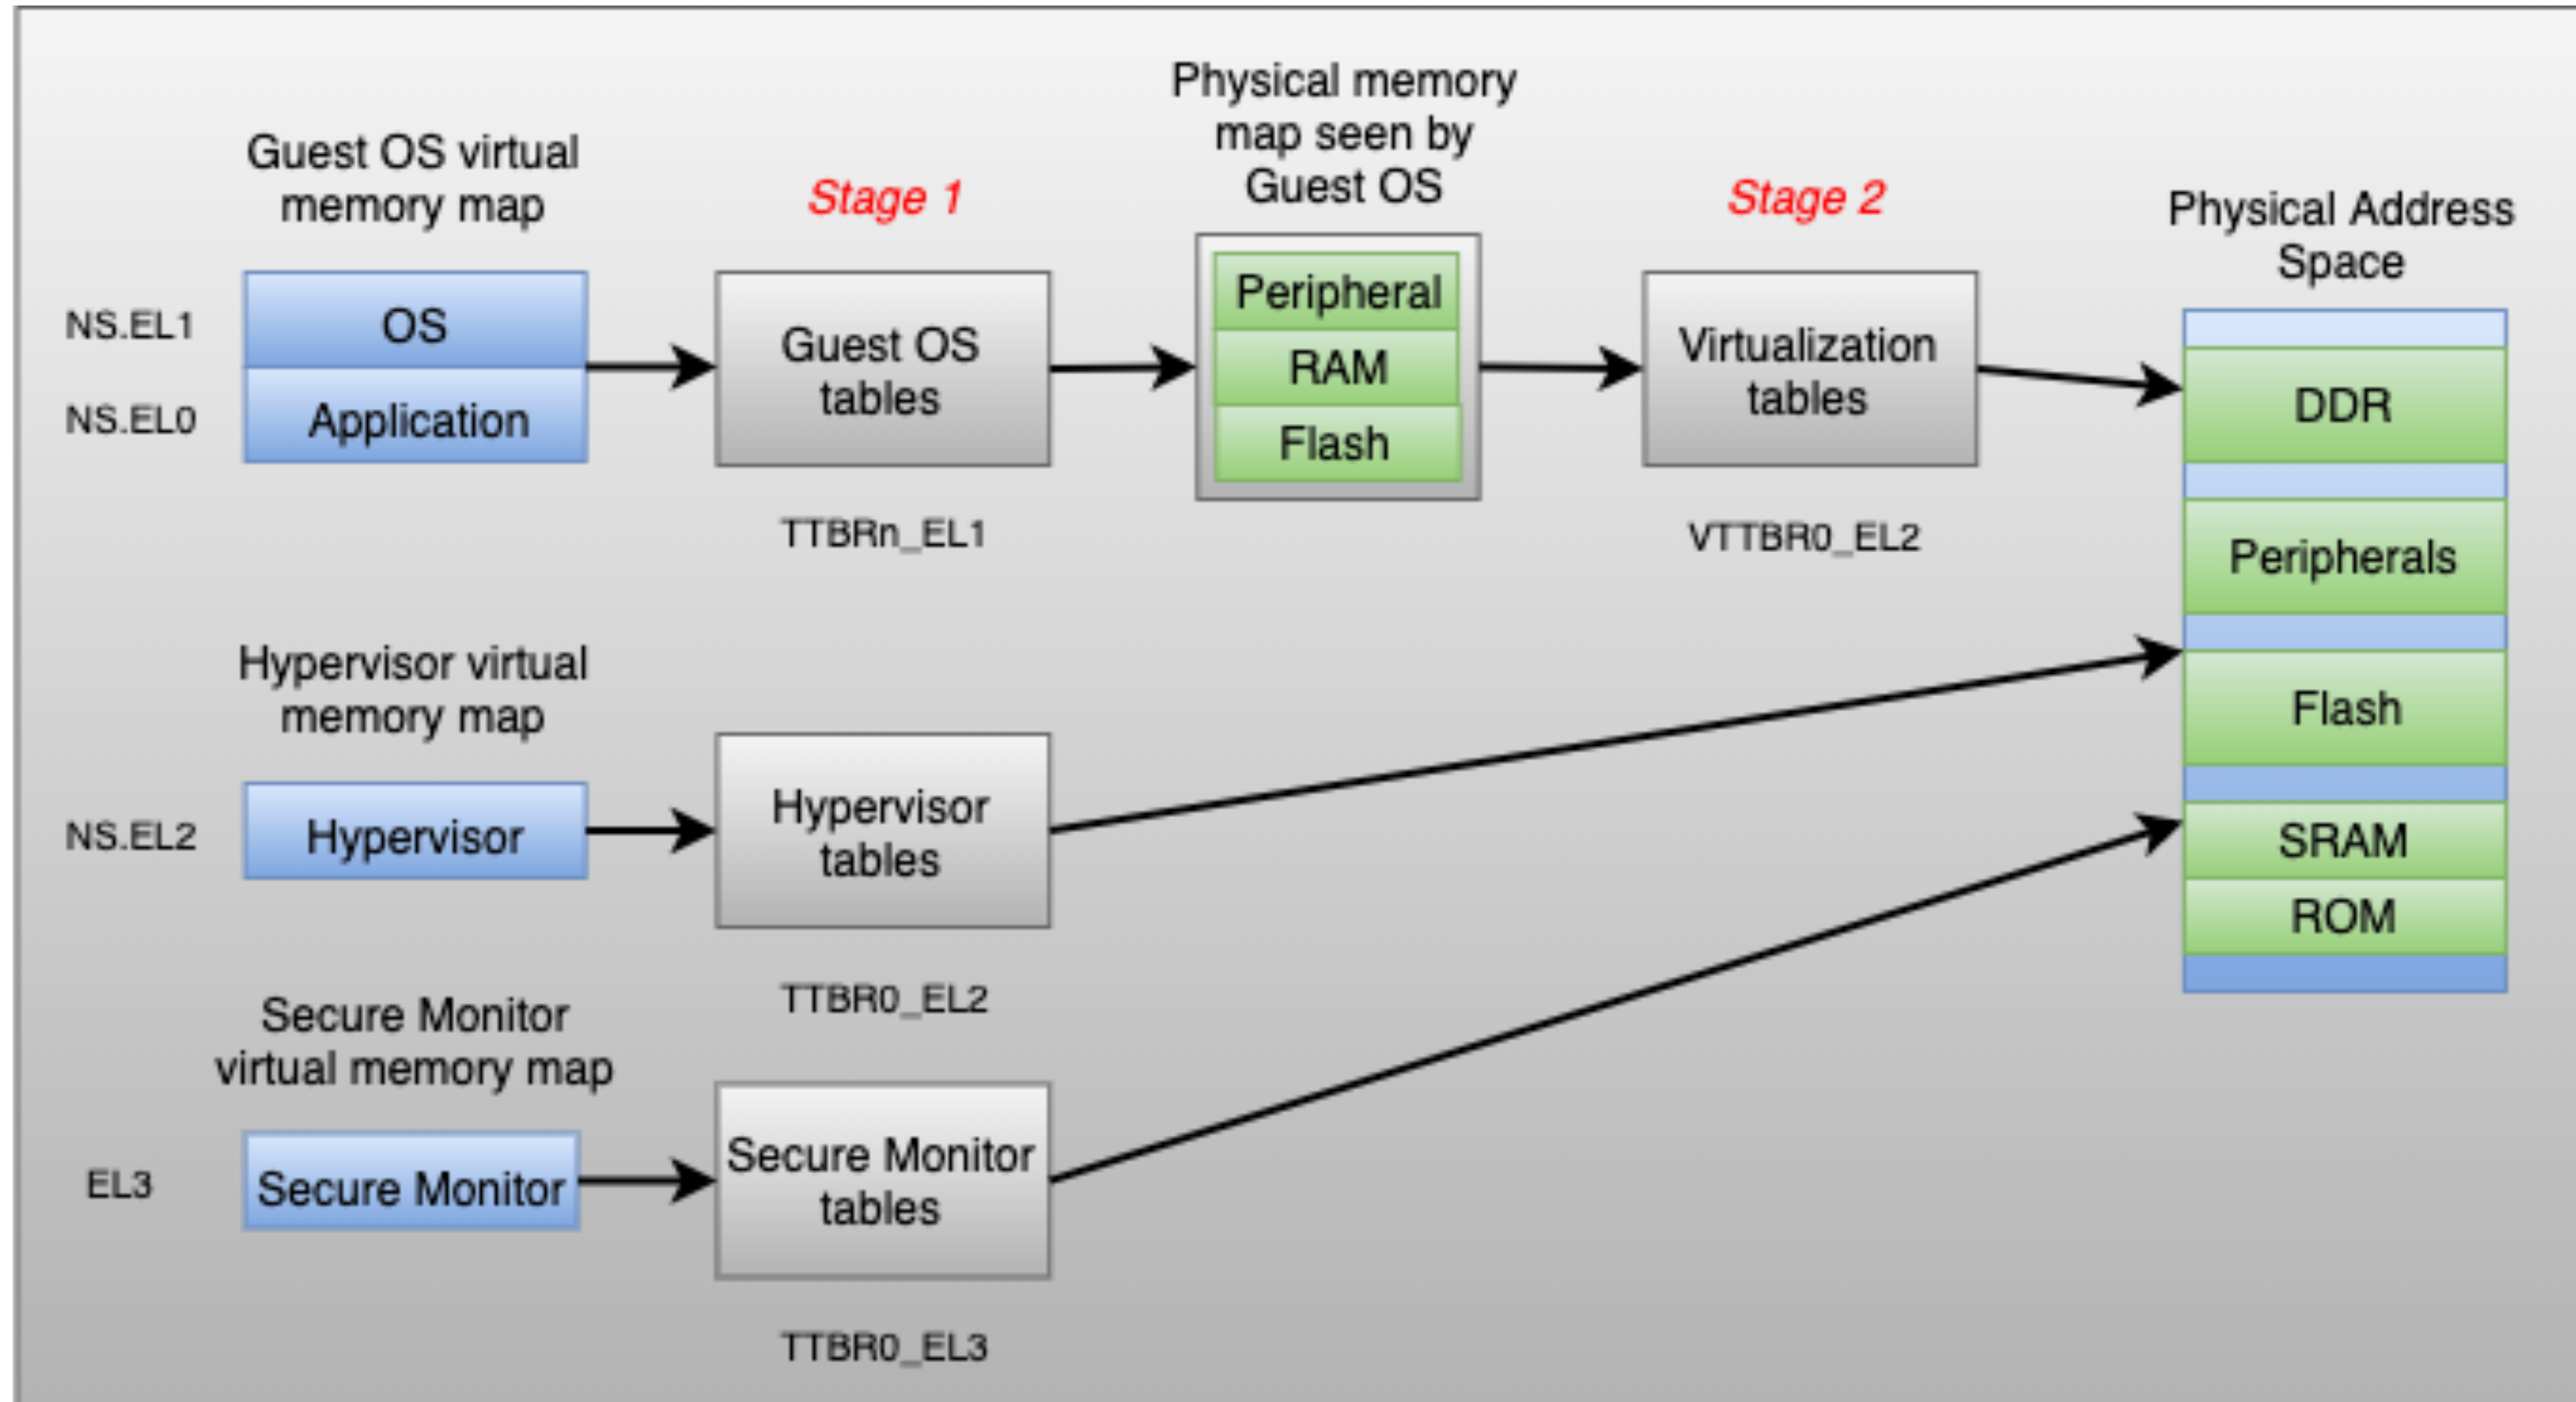 Guest OS virtual
memory map
Stage 1
Physical memory
map seen by
Guest OS
Stage 2
Physical Address
Space
NS.EL1
OS
NS.EL0
Application
Guest OS
tables
TTBRn_EL1
Peripheral
RAM
Flash
Virtualization
tables
VTTBR0_EL2
DDR
Peripherals
Flash
SRAM
ROM
Hypervisor virtual
memory map
NS.EL2
Hypervisor
Hypervisor
tables
TTBR0_EL2
Secure Monitor
virtual memory map
EL3
Secure Monitor
Secure Monitor
tables
TTBR0_EL3